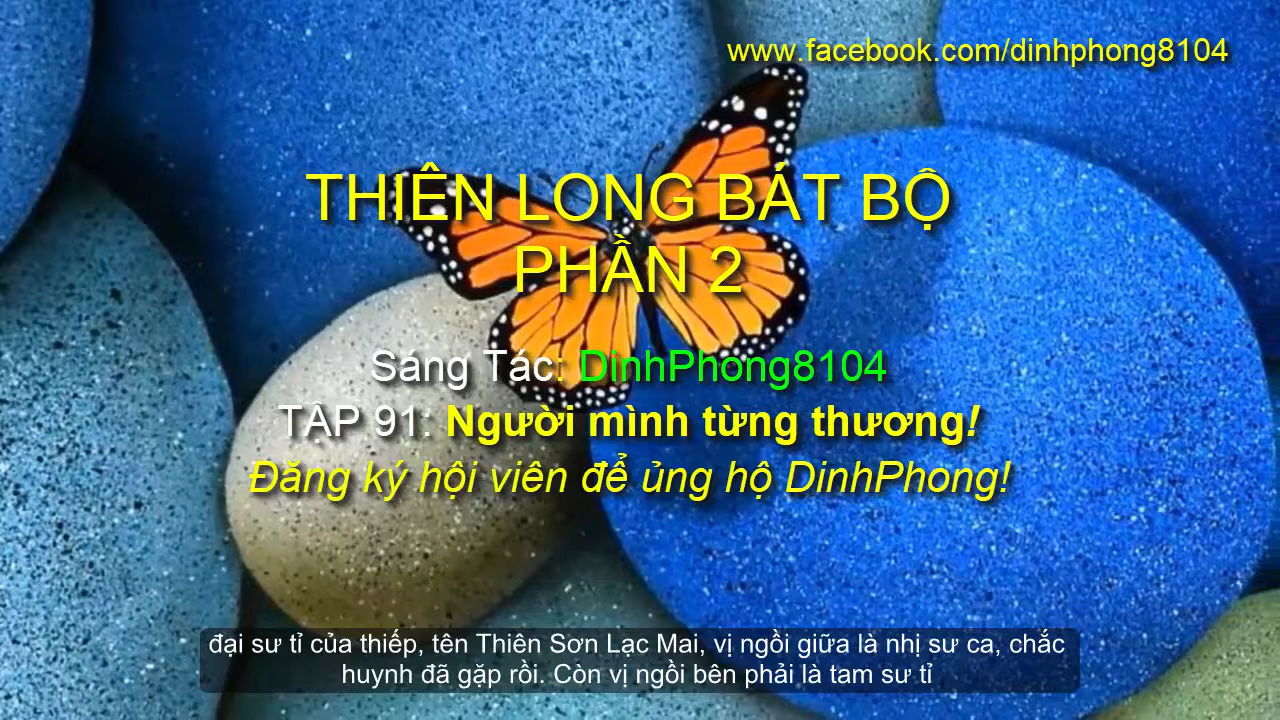 www.facebook.com/dinhphong8104
THIÊN LONG BÁT BỘ
PHẦN 2
Sáng Tác: DinhPhong8104
TẬP 91: Người mình từng thương!
Đăng ký hội viên để ủng hộ DinhPhong!
đại sư tỉ của thiếp, tên Thiên Sơn Lạc Mai, vị ngồi giữa là nhị sư ca, chắc
huynh đã gặp rồi. Còn vị ngồi bên phải là tam sư tỉ